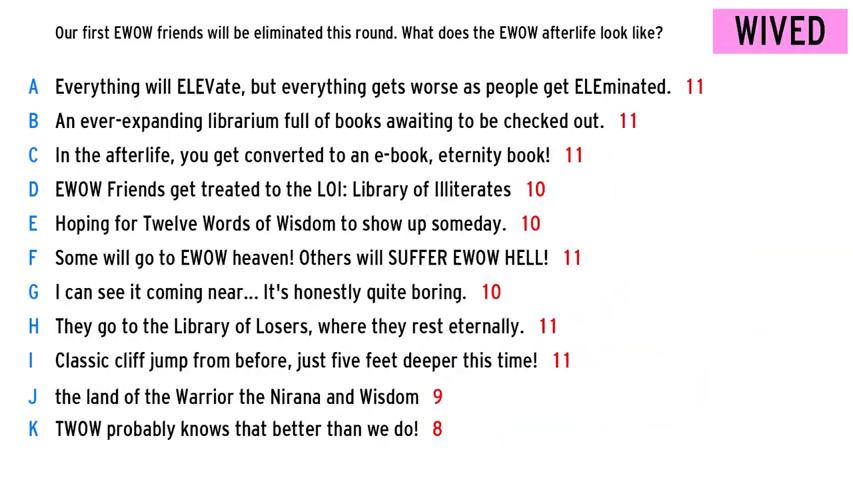 Our first EWOW friends will be eliminated this round. What does the EWOW afterlife look like?
WIVED
A Everything will ELEVate, but everything gets worse as people get ELEminated. 11
B An ever-expanding librarium full of books awaiting to be checked out. 11
C In the afterlife, you get converted to an e-book, eternity book! 11
D EWOW Friends get treated to the LOI: Library of Illiterates 10
E Hoping for Twelve Words of Wisdom to show up someday. 10
F Some will go to EWOW heaven! Others will SUFFER EWOW HELL! 11
G I can see it coming near... It's honestly quite boring. 10
H They go to the Library of Losers, where they rest eternally. 11
I Classic cliff jump from before, just five feet deeper this time! 11
J the land of the Warrior the Nirana and Wisdom 9
K TWOW probably knows that better than we do! 8